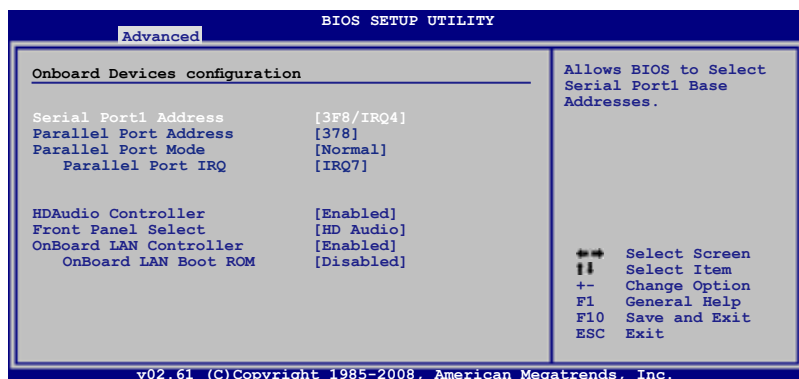 BIOS SETUP UTILITY
Advanced
Onboard Devices configuration
Serial Port1 Address [3F8/IRQ4]
Parallel Port Address [378]
Parallel Port Mode [Normal]
Parallel Port IRQ [IRQ7]
HDAudio Controller [Enabled]
Front Panel Select [HD Audio]
OnBoard LAN Controller [Enabled]
OnBoard LAN Boot ROM [Disabled]
Allows BIOS to Select
Serial Port1 Base
Addresses.
Select Screen
Select Item
+- Change Option
F1 General Help
F10 Save and Exit
ESC Exit
v02.61 (C)Copyright 1985-2008, American Megatrends, Inc.